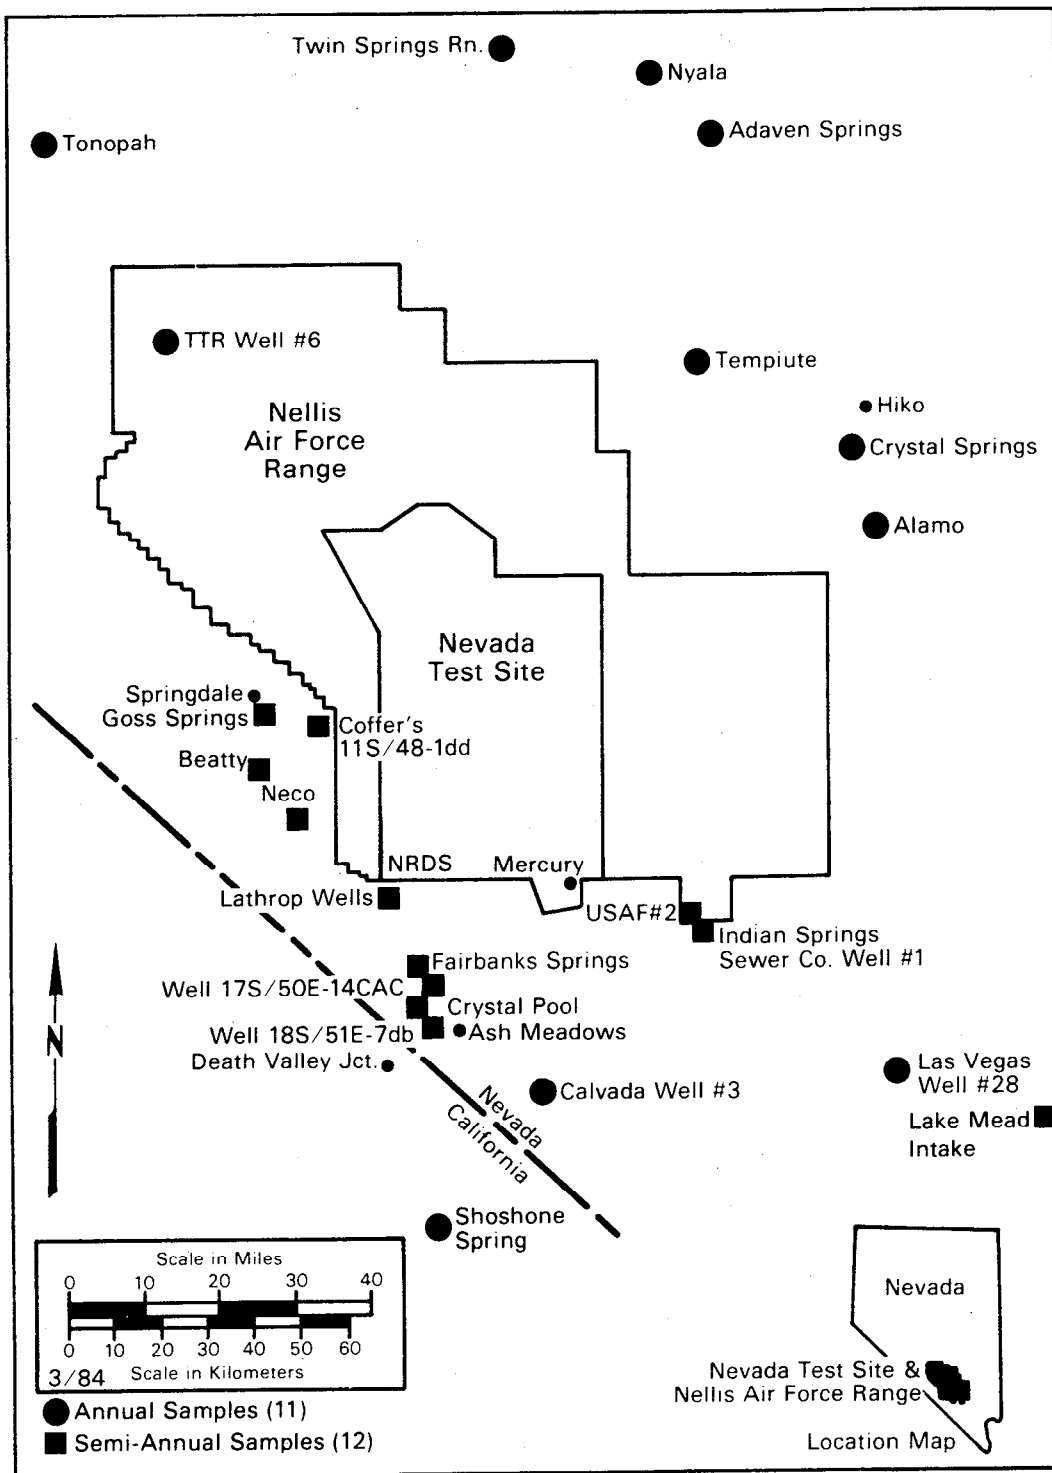 Twin Springs Rn.
Nyala
Adaven Springs
Tonopah
TTR Well #6
Tempiute
Hiko
Nellis
Air Force
Range
Crystal Springs
Alamo
Nevada
Test Site
Springdale
Goss Springs
Coffer's
11S/48-1dd
Beatty
Neco
NRDS
Mercury
Lathrop Wells
USAF#2
Indian Springs
Sewer Co. Well #1
Fairbanks Springs
Well 17S/50E-14CAC
Crystal Pool
Well 18S/51E-7db
Ash Meadows
Death Valley Jct.
N
Calvada Well #3
Las Vegas
Well #28
Lake Mead
Intake
Nevada
California
Shoshone
Spring
Scale in Miles
0 10 20 30 40
0 10 20 30 40 50 60
Scale in Kilometers
3/84
Annual Samples (11)
Semi-Annual Samples (12)
Nevada
Nevada Test Site &
Nellis Air Force Range
Location Map